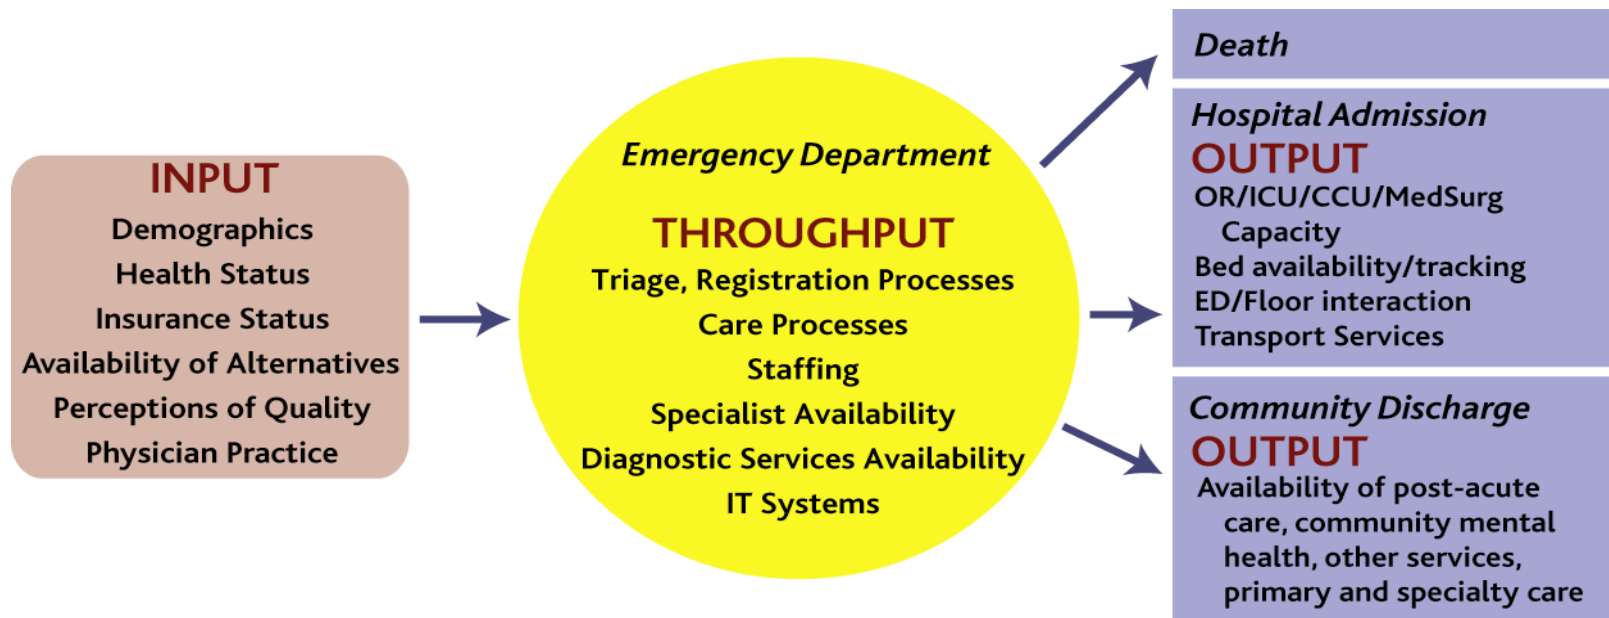 INPUT
Demographics
Health Status
Insurance Status
Availability of Alternatives
Perceptions of Quality
Physician Practice
Emergency Department
THROUGHPUT
Triage, Registration Processes
Care Processes
Staffing
Specialist Availability
Diagnostic Services Availability
IT Systems
Death
Hospital Admission
OUTPUT
OR/ICU/CCU/MedSurg
Capacity
Bed availability/tracking
ED/Floor interaction
Transport Services
Community Discharge
OUTPUT
Availability of post-acute
care, community mental
health, other services,
primary and specialty care